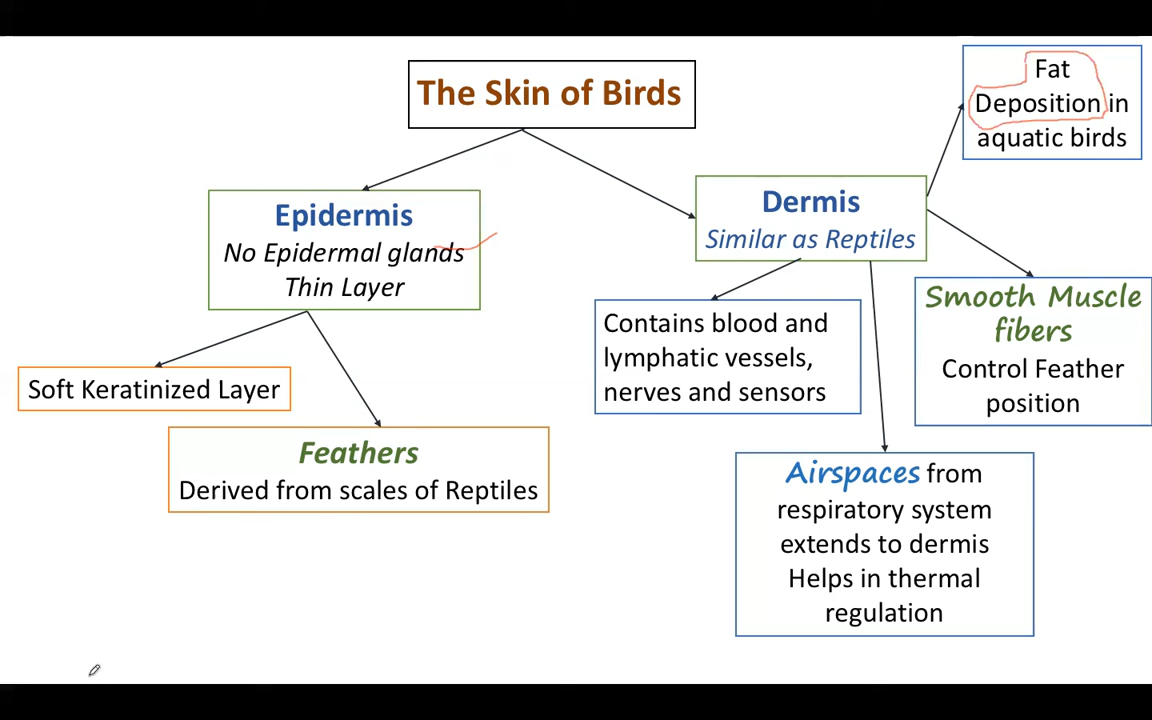 The Skin of Birds
Epidermis
No Epidermal glands
Thin Layer
Soft Keratinized Layer
Feathers
Derived from scales of Reptiles
Dermis
Similar as Reptiles
Fat
Deposition in
aquatic birds
Smooth Muscle
fibers
Control Feather
position
Contains blood and
lymphatic vessels,
nerves and sensors
Airspaces from
respiratory system
extends to dermis
Helps in thermal
regulation